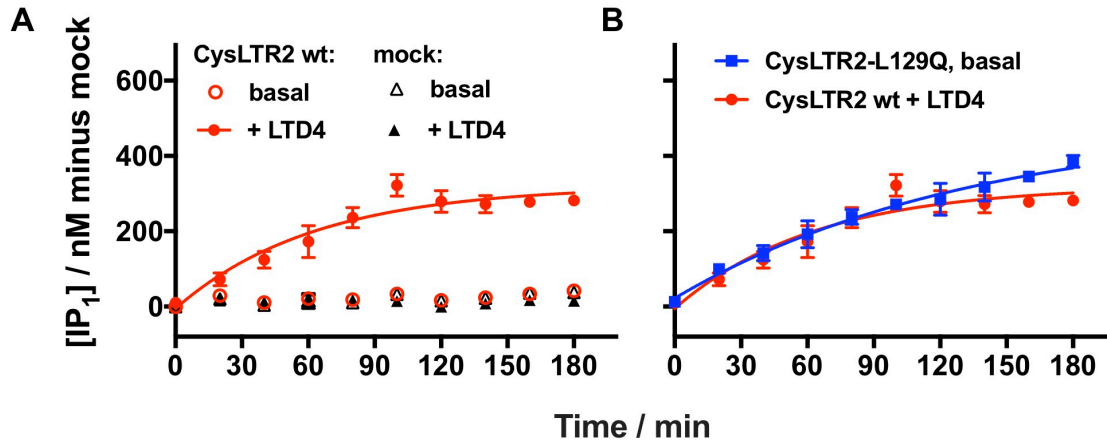 A
B
CysLTR2 wt: mock:
basal basal
+ LTD4 + LTD4
CysLTR2-L129Q, basal
CysLTR2 wt + LTD4
[IP1] / nM minus mock
600
400
200
0
0 30 60 90 120 150 180
0 30 60 90 120 150 180
Time / min